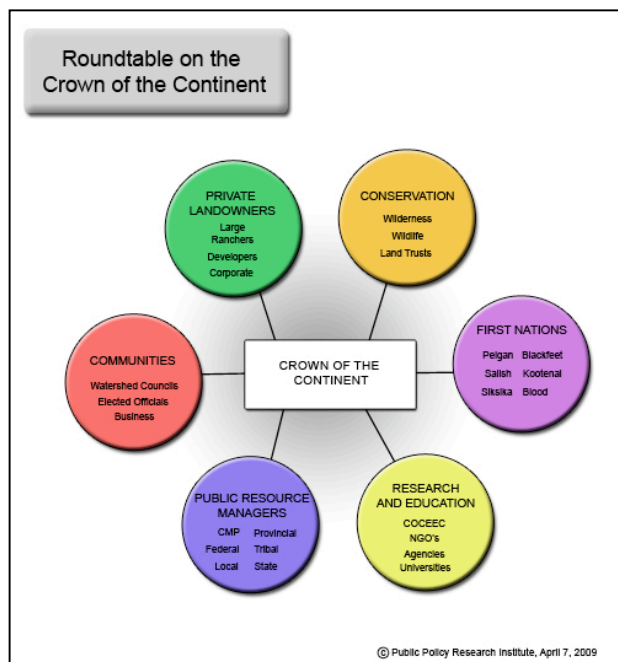 Roundtable on the
Crown of the Continent
PRIVATE
LANDOWNERS
Large
Ranchers
Developers
Corporate
CONSERVATION
Wilderness
Wildlife
Land Trusts
FIRST NATIONS
Peigan Blackfeet
Salish Kootenai
Siksika Blood
COMMUNITIES
Watershed Councils
Elected Officials
Business
CROWN OF THE
CONTINENT
PUBLIC RESOURCE
MANAGERS
CMP Provincial
Federal Tribal
Local State
RESEARCH
AND EDUCATION
COCEEC
NGO's
Agencies
Universities
© Public Policy Research Institute, April 7, 2009